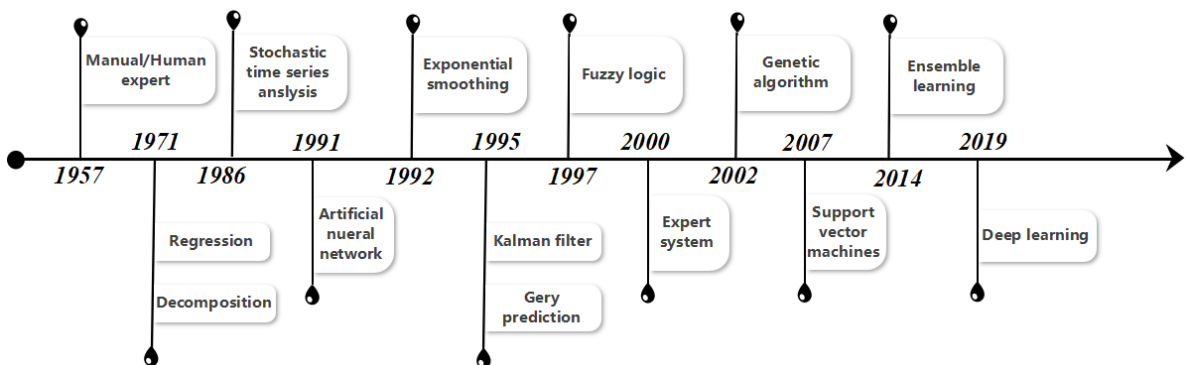 Manual/Human
expert
Stochastic
time series
anslysis
Exponential
smoothing
Fuzzy logic
Genetic
algorithm
Ensemble
learning
1971
1991
1995
2000
2007
2019
1957
1986
1992
1997
2002
2014
Regression
Decomposition
Artificial
nueral
network
Kalman filter
Gery
prediction
Expert
system
Support
vector
machines
Deep learning